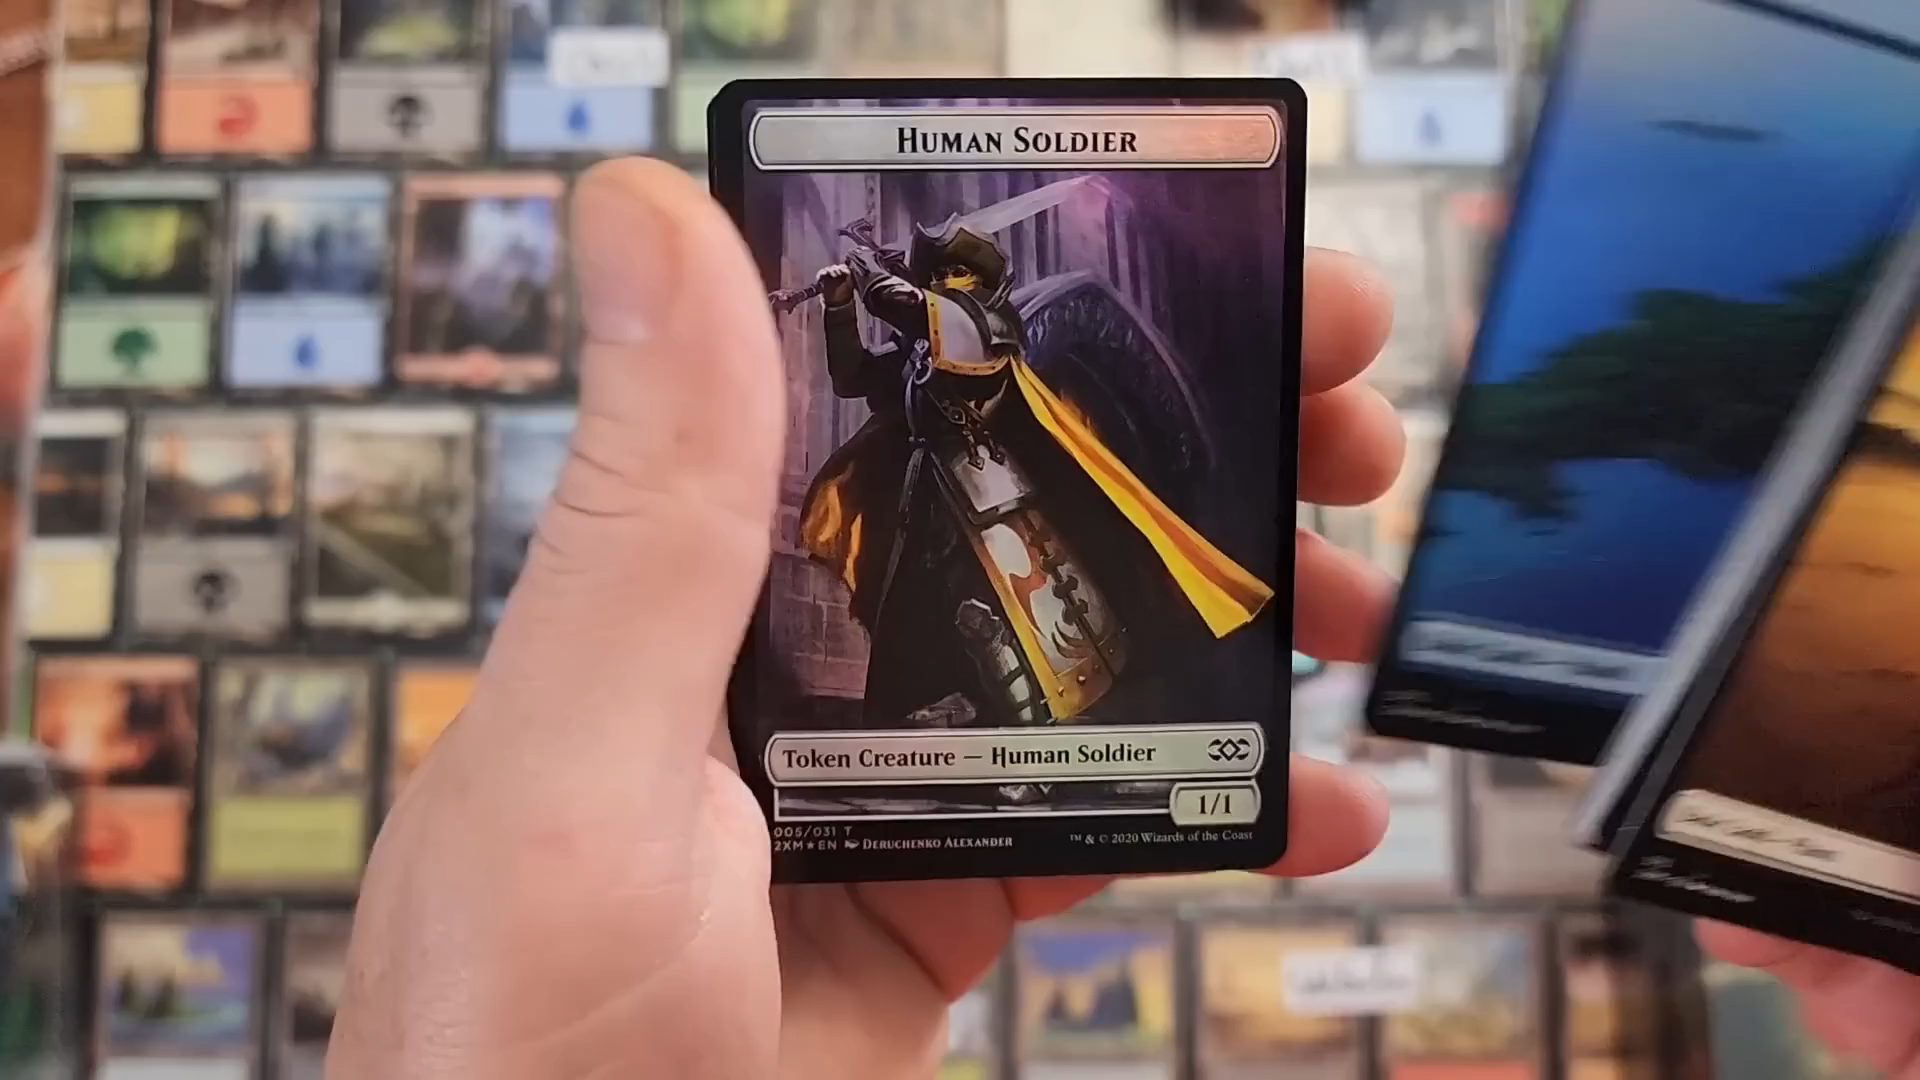 HUMAN SOLDIER
Token Creature — Human Soldier
1/1
005/031 T
2XM ★ EN DERUCHENKO ALEXANDER
™ & © 2020 Wizards of the Coast